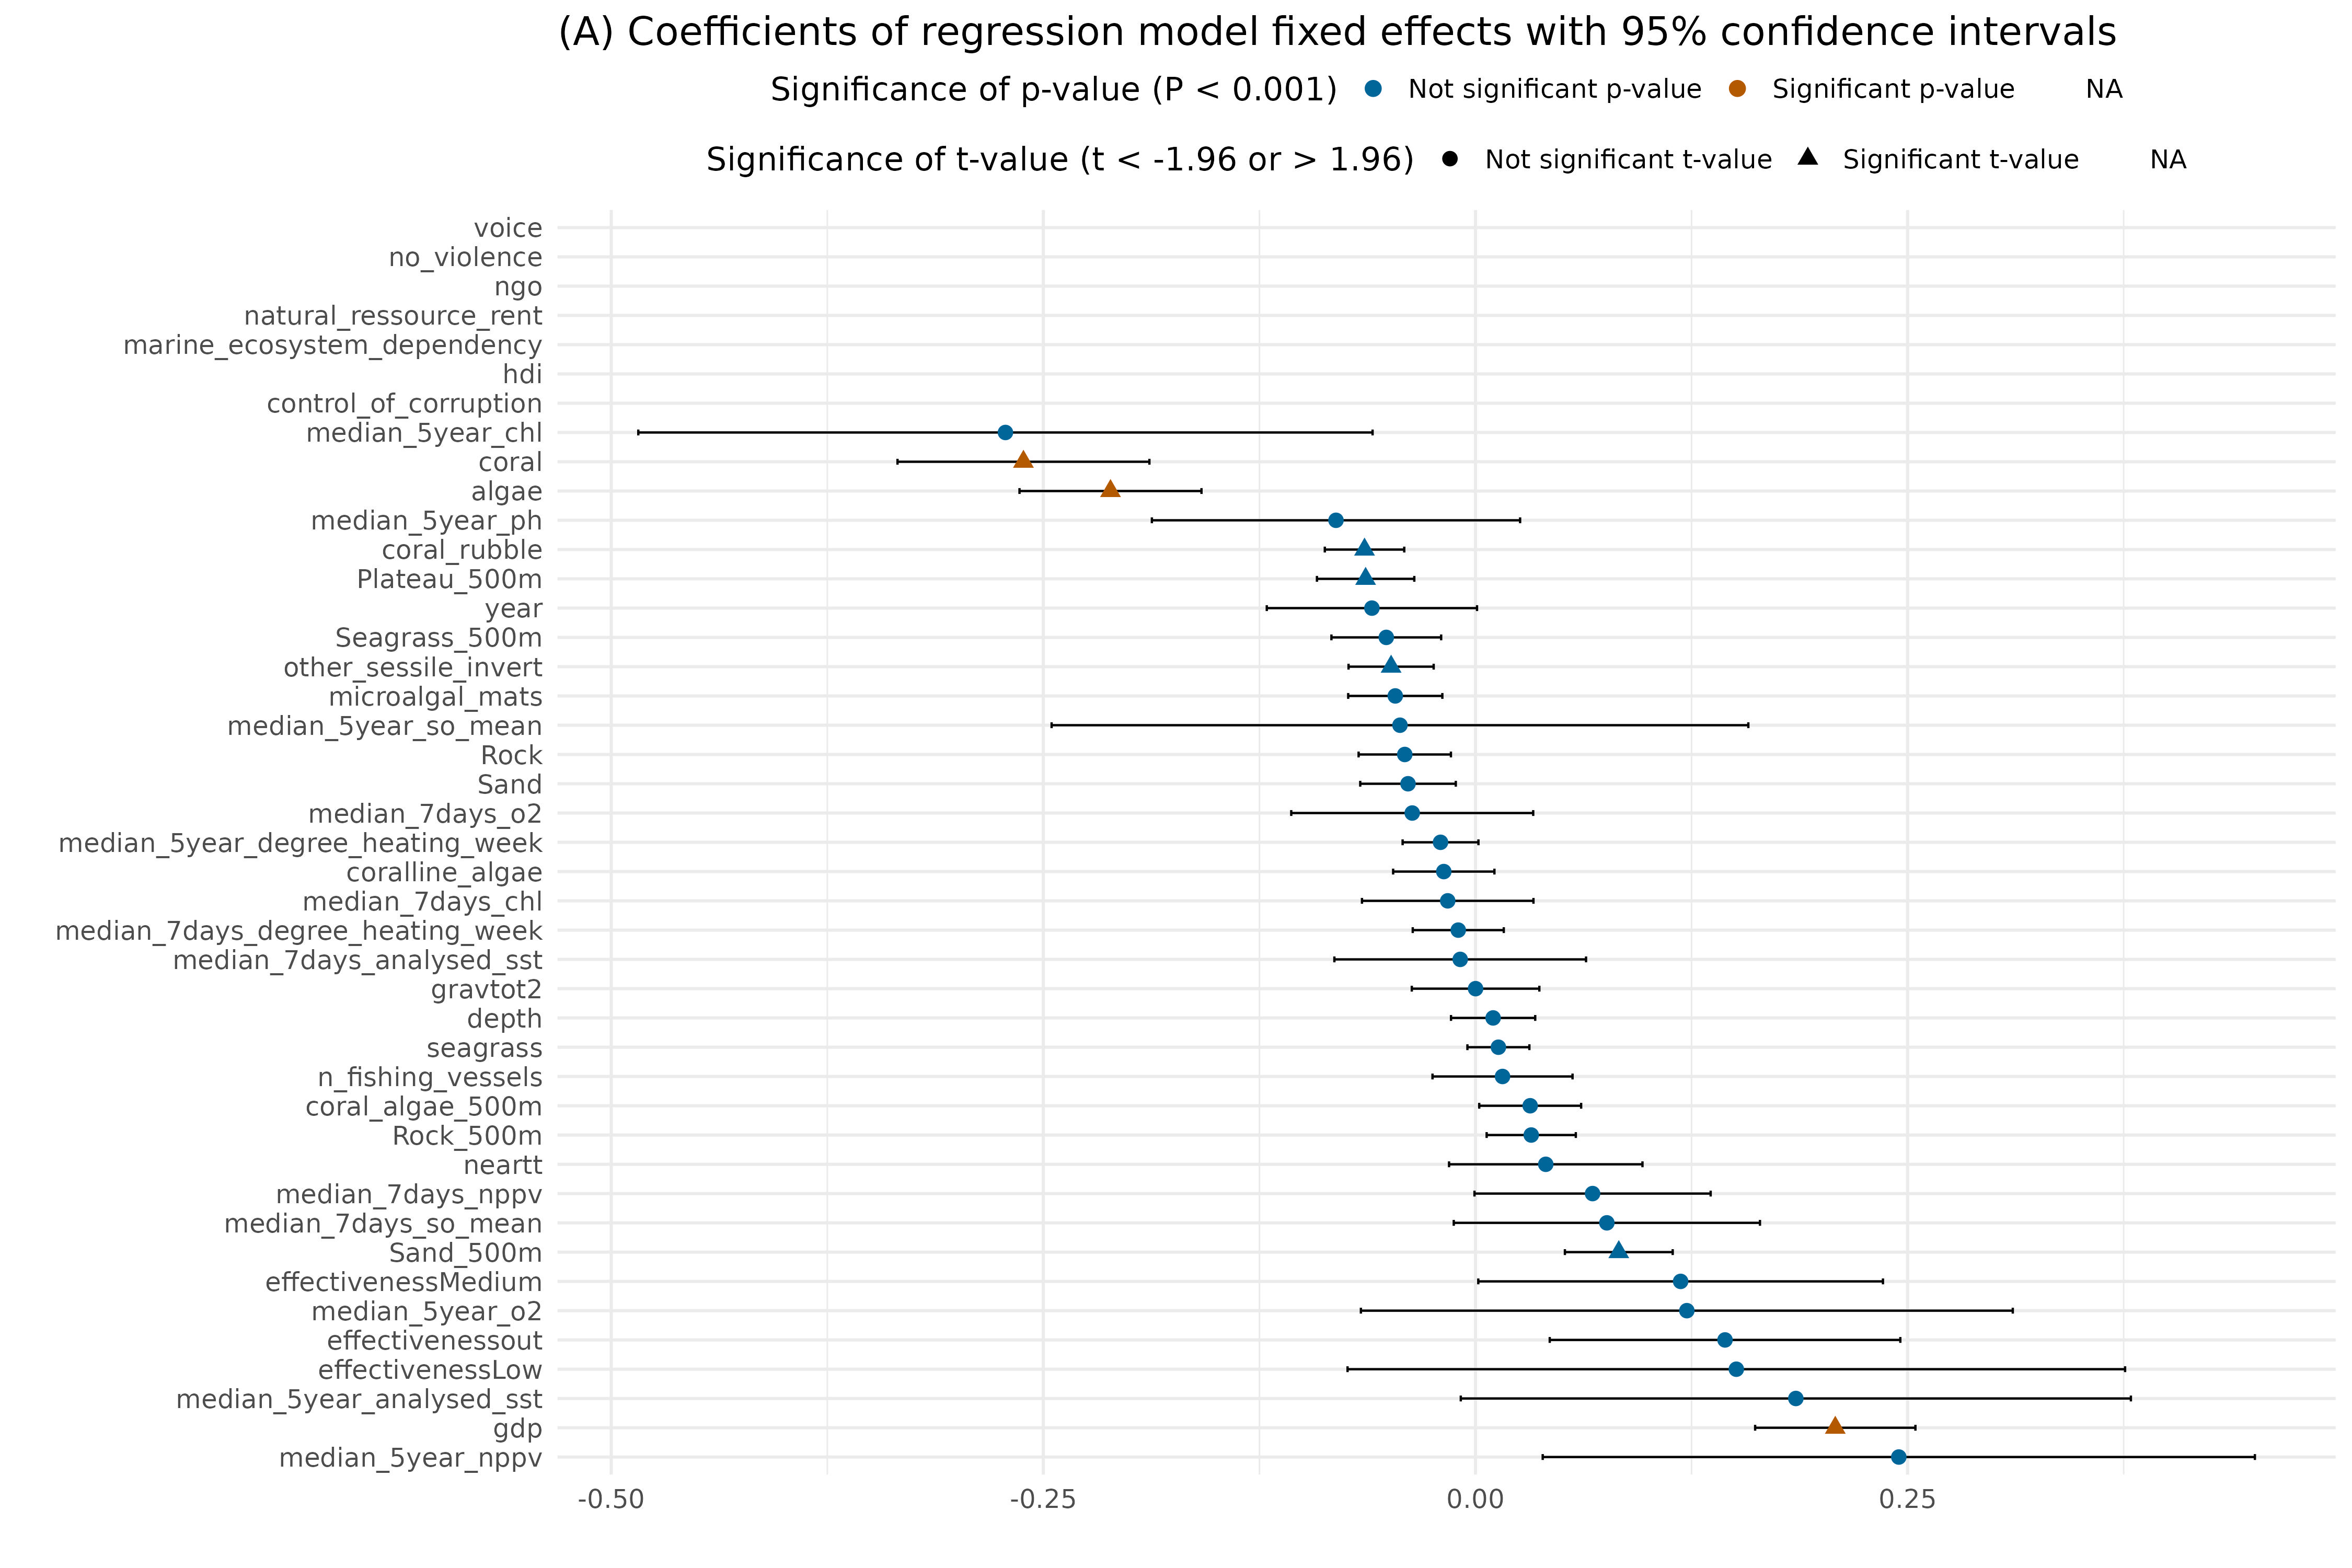 (A) Coefficients of regression model fixed effects with 95% confidence intervals
Significance of p-value (P < 0.001) Not significant p-value Significant p-value NA
Significance of t-value (t < -1.96 or > 1.96) Not significant t-value Significant t-value NA
voice
no_violence
ngo
natural_ressource_rent
marine_ecosystem_dependency
hdi
control_of_corruption
median_5year_chl
coral
algae
median_5year_ph
coral_rubble
Plateau_500m
year
Seagrass_500m
other_sessile_invert
microalgal_mats
median_5year_so_mean
Rock
Sand
median_7days_o2
median_5year_degree_heating_week
coralline_algae
median_7days_chl
median_7days_degree_heating_week
median_7days_analysed_sst
gravtot2
depth
seagrass
n_fishing_vessels
coral_algae_500m
Rock_500m
neartt
median_7days_nppv
median_7days_so_mean
Sand_500m
effectivenessMedium
median_5year_o2
effectivenessout
effectivenessLow
median_5year_analysed_sst
gdp
median_5year_nppv
-0.50 -0.25 0.00 0.25